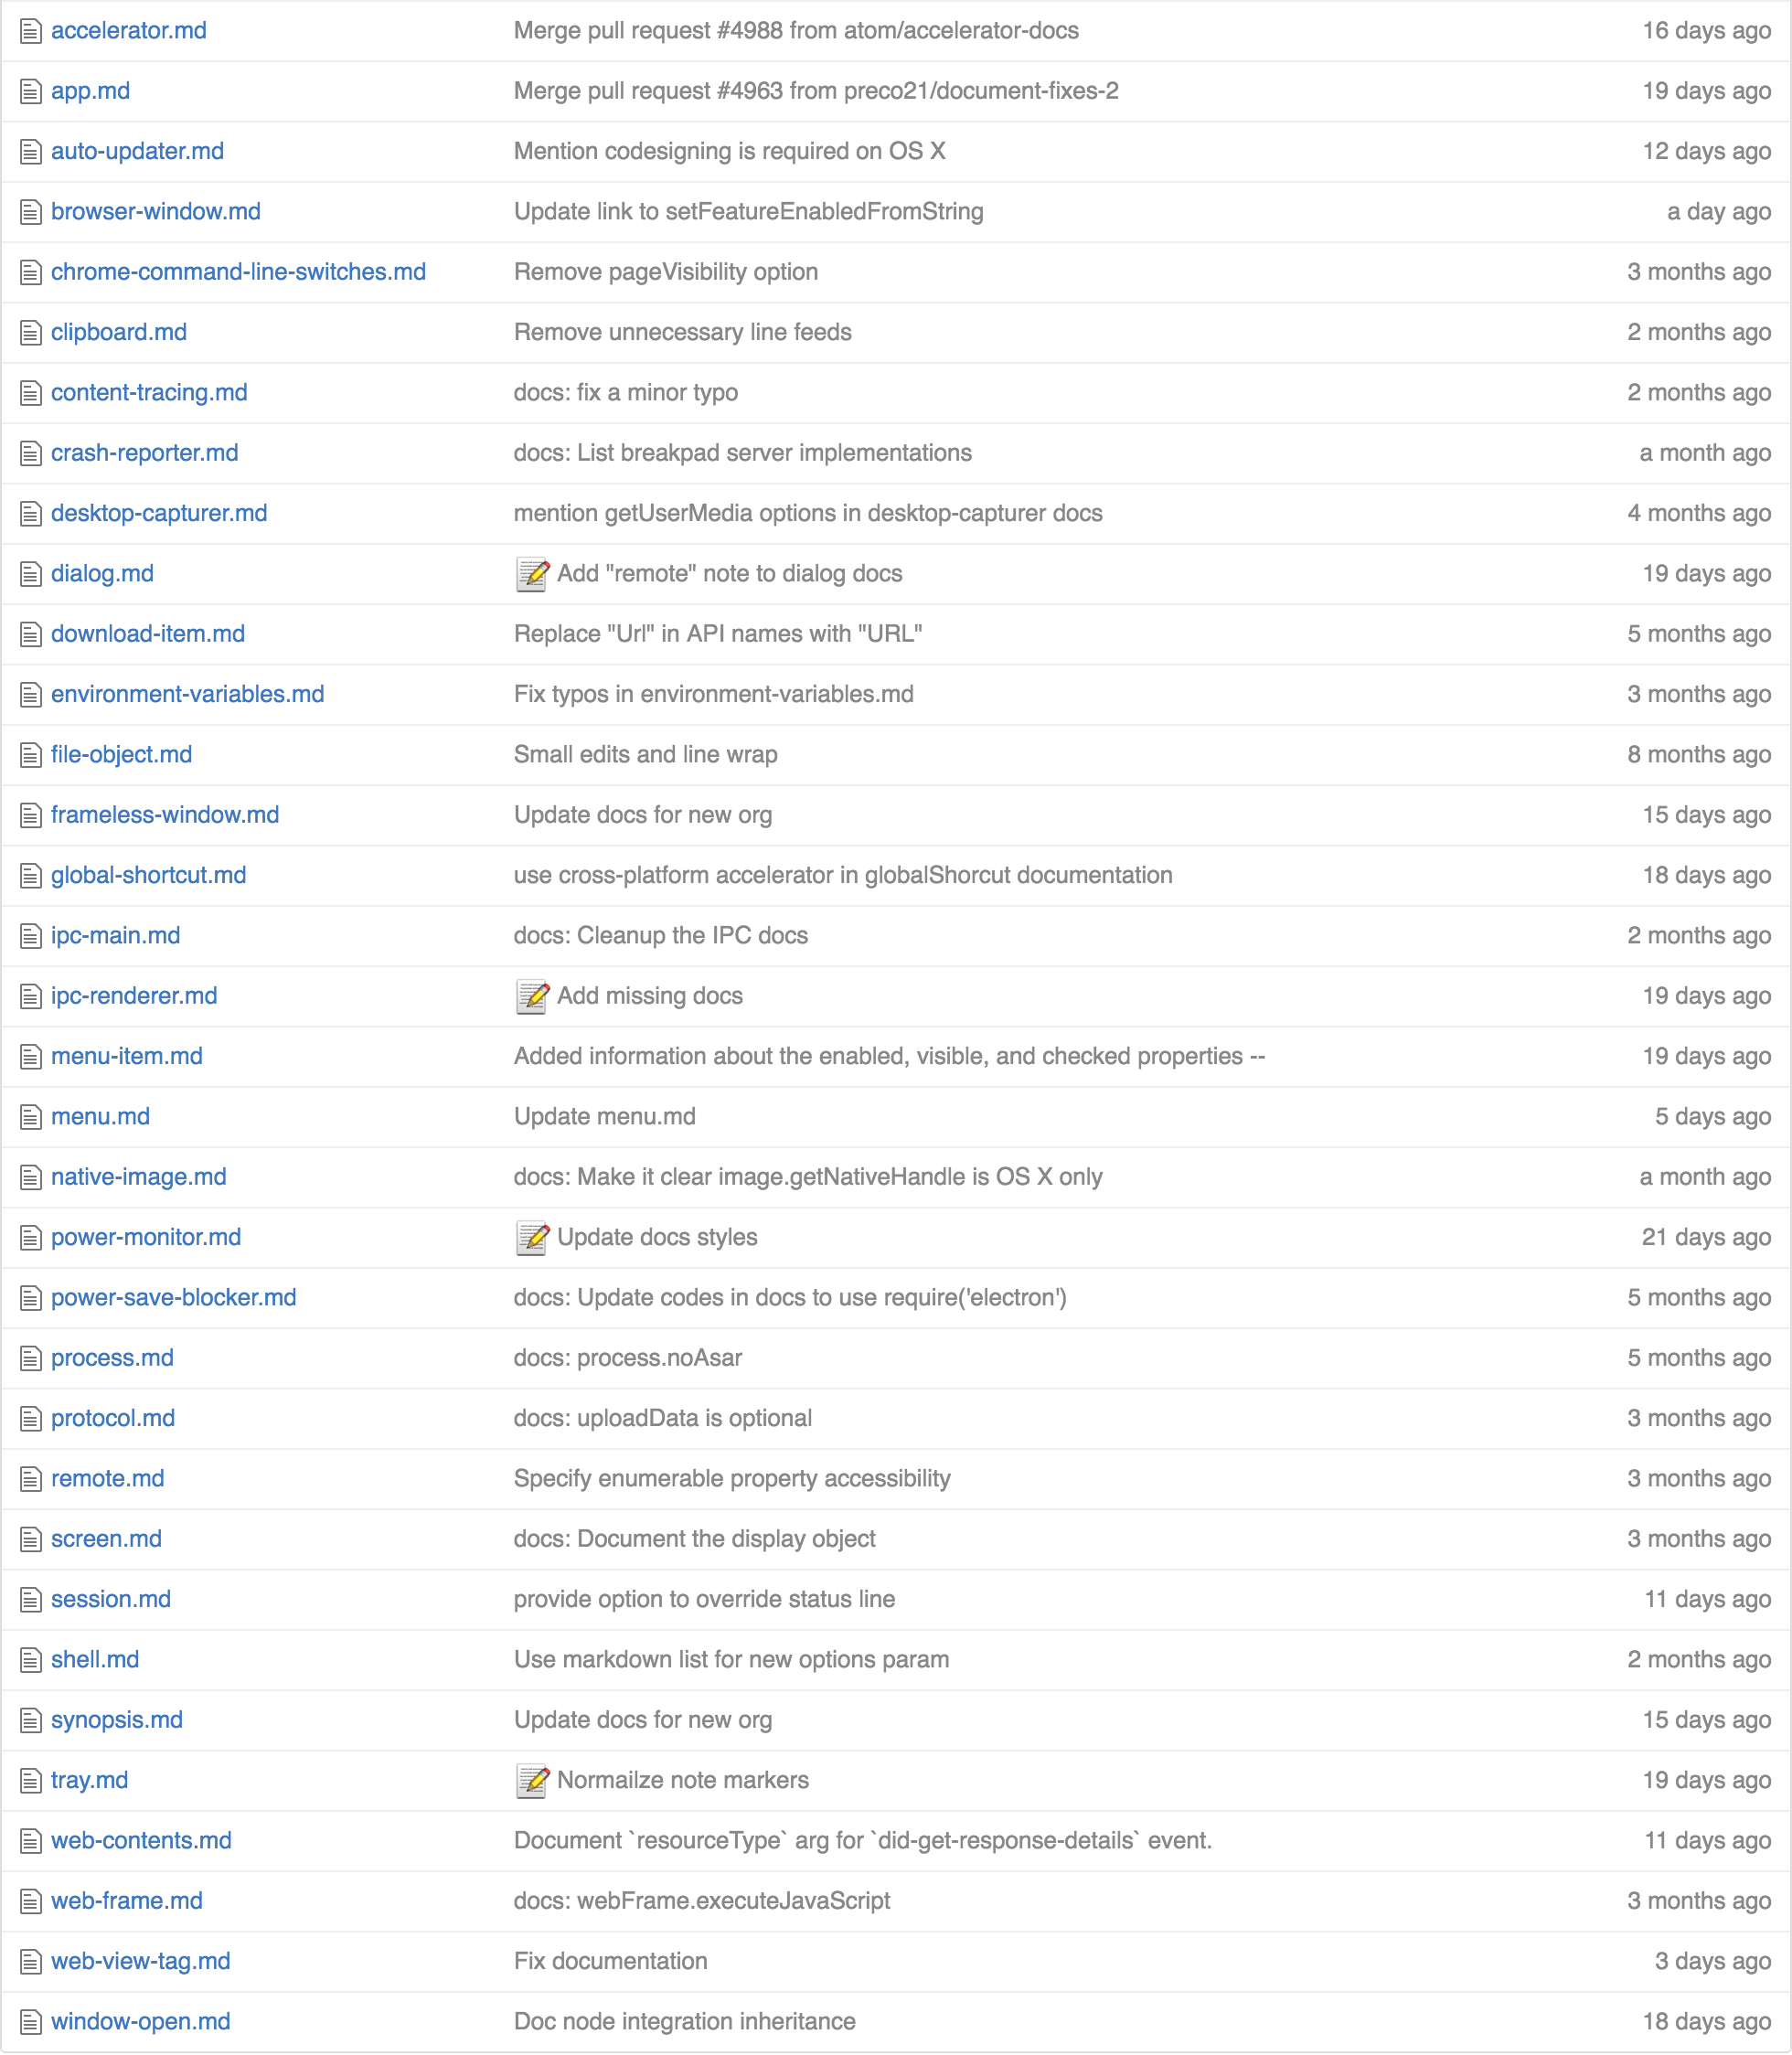 accelerator.md Merge pull request #4988 from atom/accelerator-docs 16 days ago
app.md Merge pull request #4963 from preco21/document-fixes-2 19 days ago
auto-updater.md Mention codesigning is required on OS X 12 days ago
browser-window.md Update link to setFeatureEnabledFromString a day ago
chrome-command-line-switches.md Remove pageVisibility option 3 months ago
clipboard.md Remove unnecessary line feeds 2 months ago
content-tracing.md docs: fix a minor typo 2 months ago
crash-reporter.md docs: List breakpad server implementations a month ago
desktop-capturer.md mention getUserMedia options in desktop-capturer docs 4 months ago
dialog.md Add "remote" note to dialog docs 19 days ago
download-item.md Replace "Url" in API names with "URL" 5 months ago
environment-variables.md Fix typos in environment-variables.md 3 months ago
file-object.md Small edits and line wrap 8 months ago
frameless-window.md Update docs for new org 15 days ago
global-shortcut.md use cross-platform accelerator in globalShorcut documentation 18 days ago
ipc-main.md docs: Cleanup the IPC docs 2 months ago
ipc-renderer.md Add missing docs 19 days ago
menu-item.md Added information about the enabled, visible, and checked properties -- 19 days ago
menu.md Update menu.md 5 days ago
native-image.md docs: Make it clear image.getNativeHandle is OS X only a month ago
power-monitor.md Update docs styles 21 days ago
power-save-blocker.md docs: Update codes in docs to use require('electron') 5 months ago
process.md docs: process.noAsar 5 months ago
protocol.md docs: uploadData is optional 3 months ago
remote.md Specify enumerable property accessibility 3 months ago
screen.md docs: Document the display object 3 months ago
session.md provide option to override status line 11 days ago
shell.md Use markdown list for new options param 2 months ago
synopsis.md Update docs for new org 15 days ago
tray.md Normailze note markers 19 days ago
web-contents.md Document `resourceType` arg for `did-get-response-details` event. 11 days ago
web-frame.md docs: webFrame.executeJavaScript 3 months ago
web-view-tag.md Fix documentation 3 days ago
window-open.md Doc node integration inheritance 18 days ago